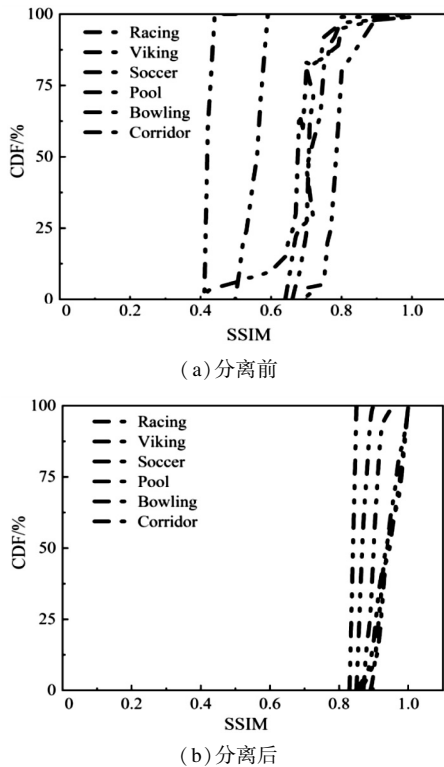 100
75
50
25
0
CDF/%
Racing
Viking
Soccer
Pool
Bowling
Corridor
0 0.2 0.4 0.6 0.8 1.0
SSIM
(a)分离前
100
75
50
25
0
CDF/%
Racing
Viking
Soccer
Pool
Bowling
Corridor
0 0.2 0.4 0.6 0.8 1.0
SSIM
(b)分离后